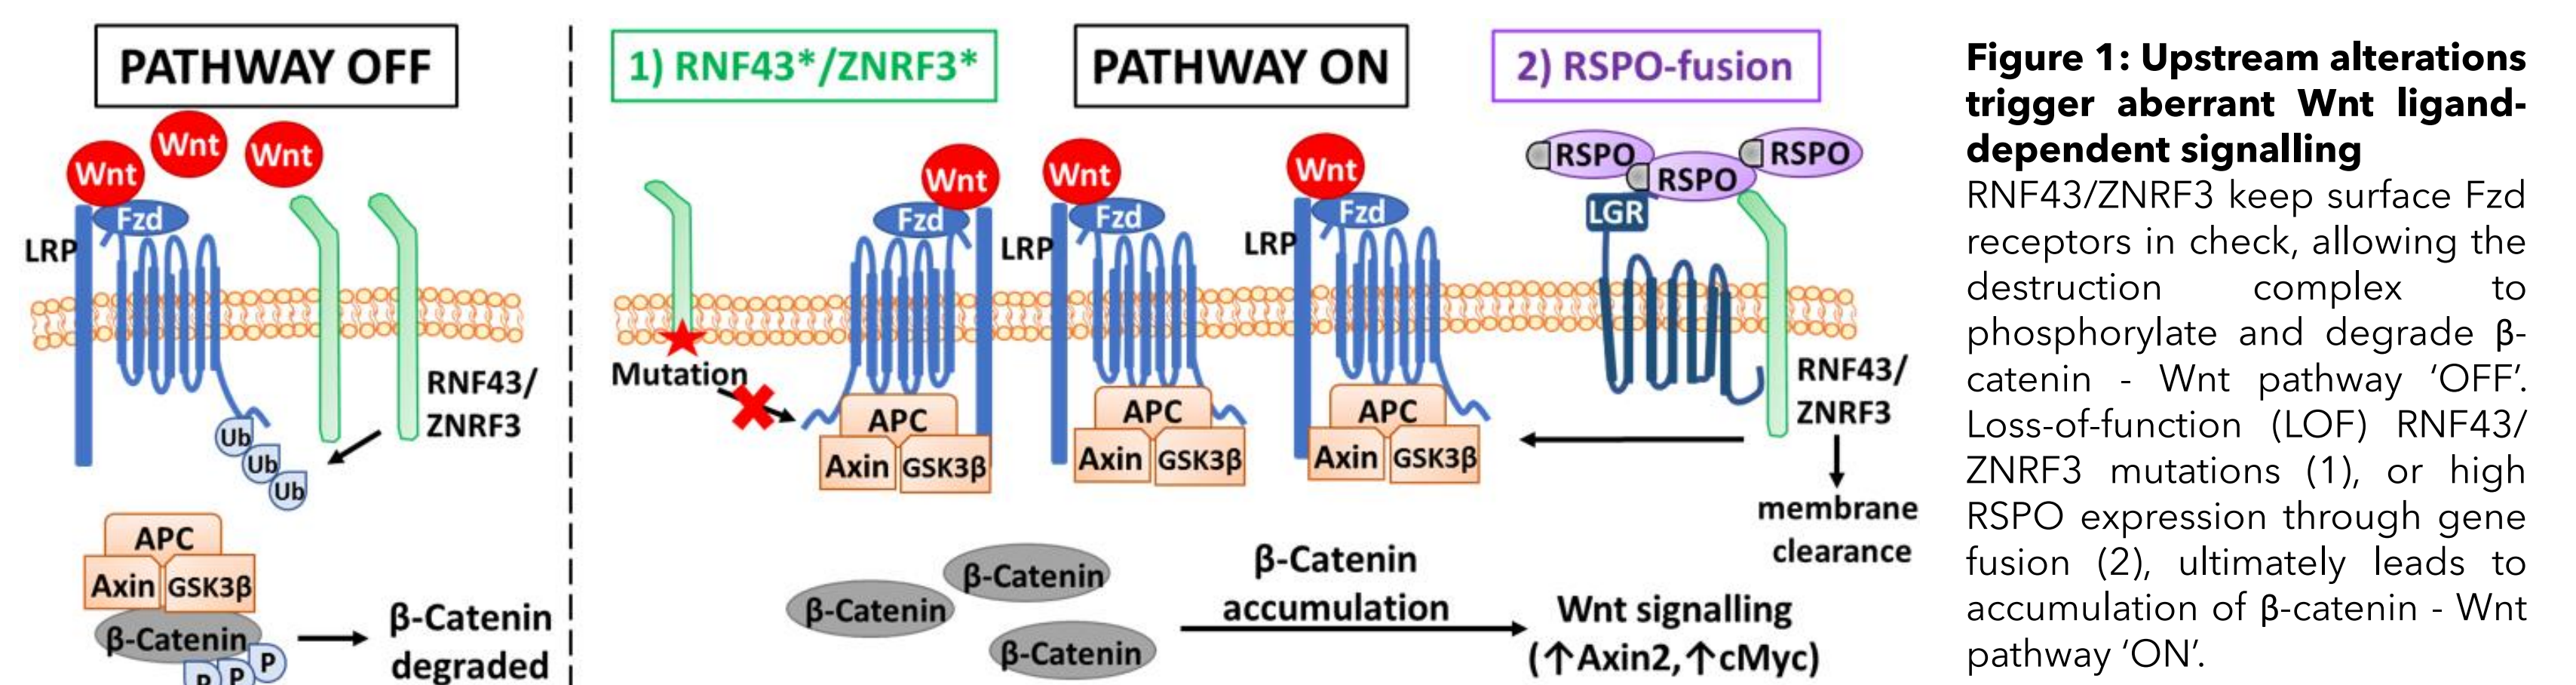 PATHWAY OFF
Wnt
Wnt
Wnt
Fzd
LRP
RNF43/
ZNRF3
Ub
Ub
Ub
APC
Axin
GSK3β
β-Catenin
P
P
P
β-Catenin
degraded
1) RNF43*/ZNRF3*
PATHWAY ON
2) RSPO-fusion
Mutation
Wnt
Fzd
LRP
APC
Axin
GSK3β
Wnt
Fzd
APC
Axin
GSK3β
LRP
Wnt
Fzd
APC
Axin
GSK3β
RSPO
RSPO
RSPO
LGR
RNF43/
ZNRF3
membrane
clearance
β-Catenin
β-Catenin
β-Catenin
β-Catenin
accumulation
Wnt signalling
(↑Axin2,↑cMyc)
Figure 1: Upstream alterations
trigger aberrant Wnt ligand-
dependent signalling
RNF43/ZNRF3 keep surface Fzd
receptors in check, allowing the
destruction complex to
phosphorylate and degrade β-
catenin - Wnt pathway ‘OFF’.
Loss-of-function (LOF) RNF43/
ZNRF3 mutations (1), or high
RSPO expression through gene
fusion (2), ultimately leads to
accumulation of β-catenin - Wnt
pathway ‘ON’.